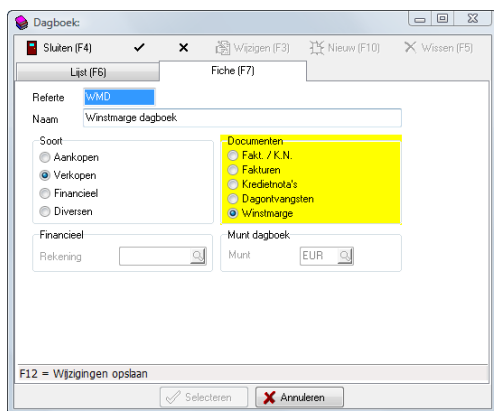 Dagboek:
Sluiten (F4) Wijzigen (F3) Nieuw (F10) Wissen (F5)
Lijst (F6) Fiche (F7)
Referte WMD
Naam Winstmarge dagboek
Soort Documenten
Aankopen Fakt. / K.N.
Verkopen Fakturen
Financieel Kredietnota's
Diversen Dagontvangsten
Winstmarge
Financieel Munt dagboek
Rekening Munt EUR
F12 = Wijzigingen opslaan
Selecteren Annuleren